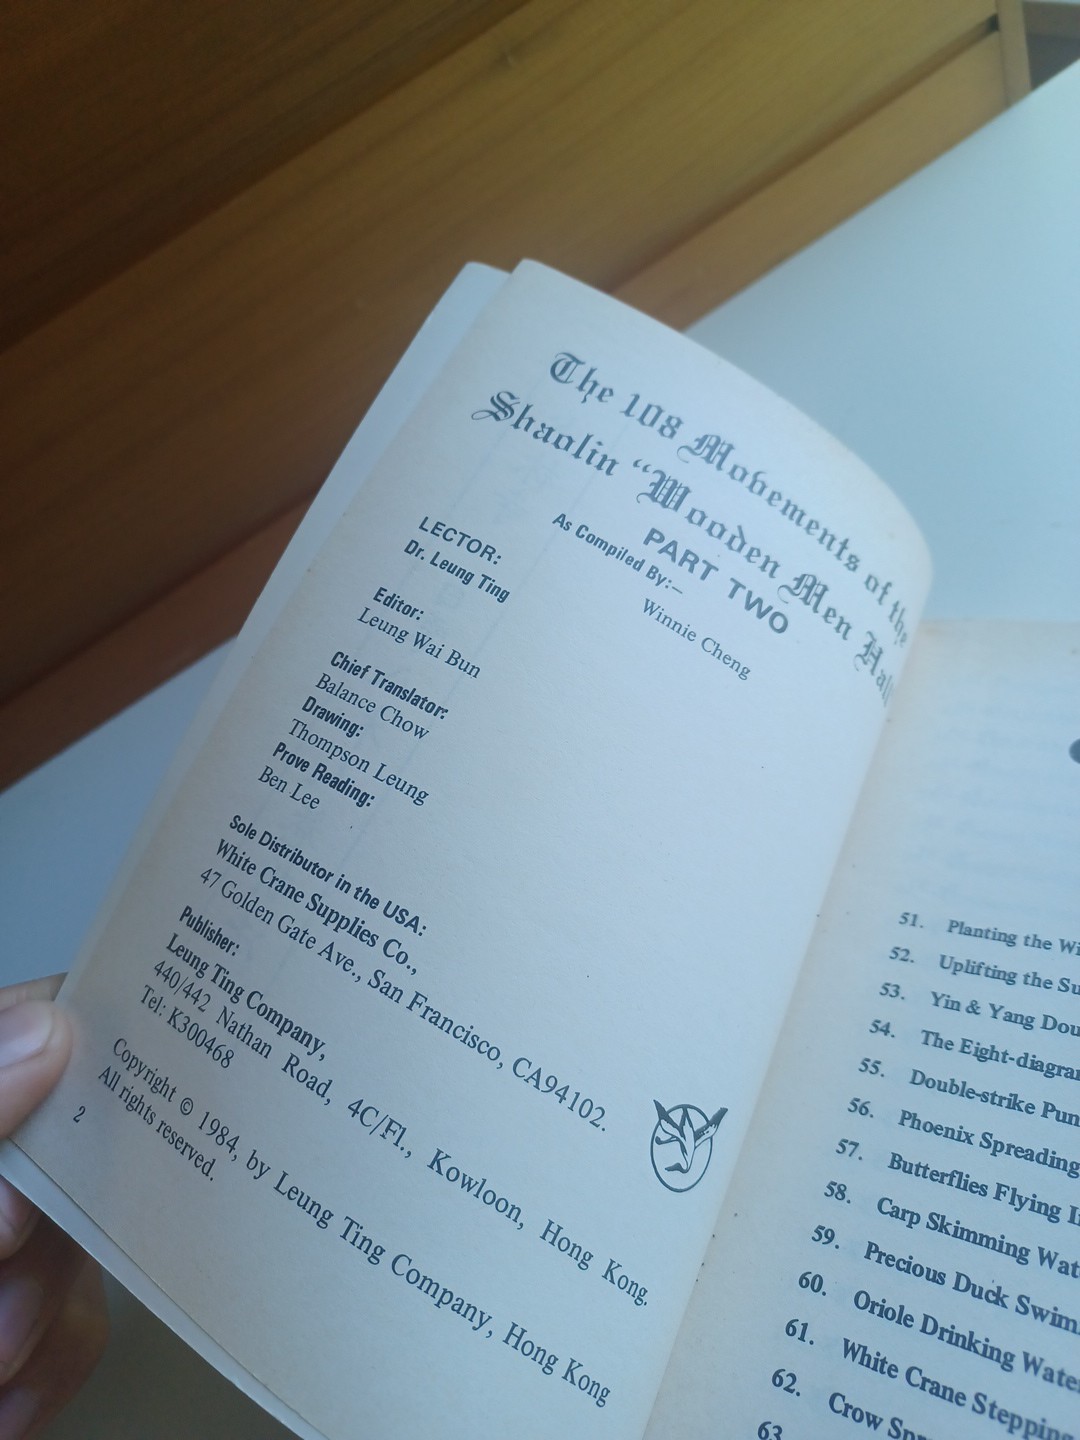 The 108 Movements of the
Shaolin “Wooden Men Hall
PART TWO
As Compiled By:—
Winnie Cheng
LECTOR:
Dr. Leung Ting
Editor:
Leung Wai Bun
Chief Translator:
Balance Chow
Drawing:
Thompson Leung
Prove Reading:
Ben Lee
Sole Distributor in the USA:
White Crane Supplies Co.,
47 Golden Gate Ave., San Francisco, CA94102.
Publisher:
Leung Ting Company,
440/442 Nathan Road, 4C/Fl., Kowloon, Hong Kong.
Tel: K300468
Copyright © 1984, by Leung Ting Company, Hong Kong
All rights reserved.
2
51. Planting the
52. Uplifting the
53. Yin & Yang
54. The
55. Double-strike
56. Phoenix Spreading
57. Butterflies Flying
58. Carp Skimming
59. Precious Duck
60. Oriole Drinking
61. White Crane Stepping
62. Crow
63.